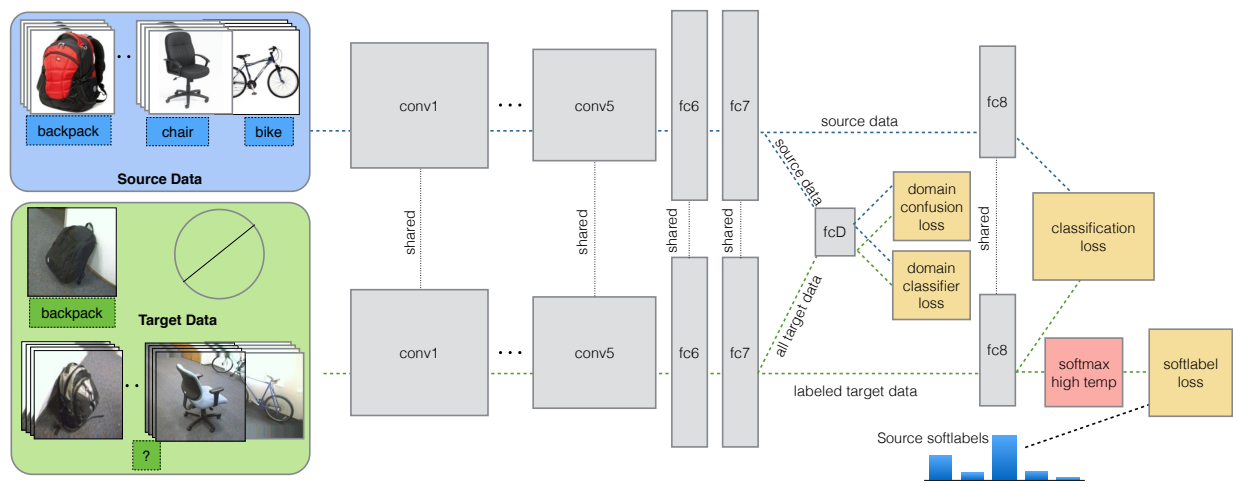 backpack
chair
bike
Source Data
backpack
Target Data
?
conv1
conv5
fc6
fc7
source data
fc8
source data
shared
shared
shared
shared
fcD
domain
confusion
loss
domain
classifier
loss
shared
classification
loss
all target data
conv1
conv5
fc6
fc7
labeled target data
fc8
softmax
high temp
softlabel
loss
Source softlabels